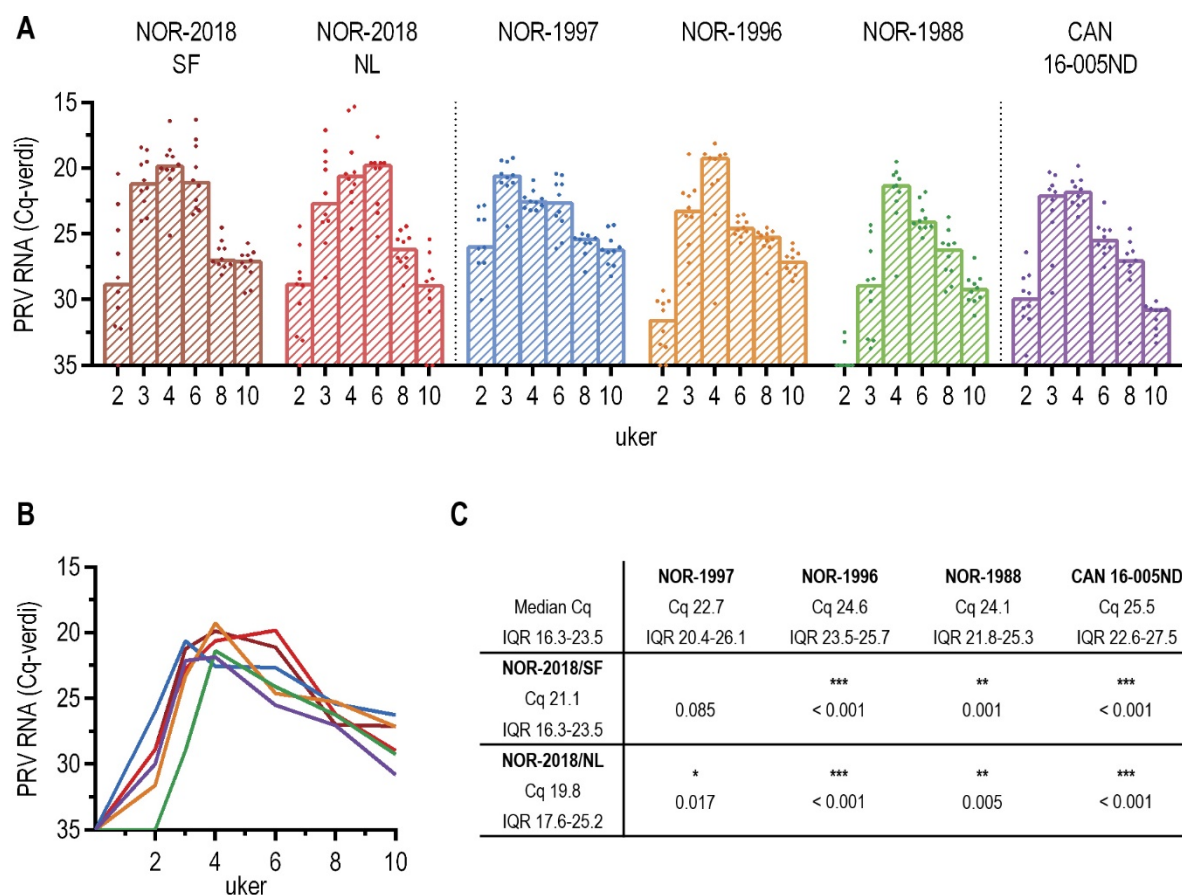 A
NOR-2018 SF
NOR-2018 NL
NOR-1997
NOR-1996
NOR-1988
CAN 16-005ND
PRV RNA (Cq-verdi)
15
20
25
30
35
2 3 4 6 8 10
2 3 4 6 8 10
2 3 4 6 8 10
2 3 4 6 8 10
2 3 4 6 8 10
2 3 4 6 8 10
uker
B
PRV RNA (Cq-verdi)
15
20
25
30
35
2 4 6 8 10
uker
C
NOR-1997 NOR-1996 NOR-1988 CAN 16-005ND
Median Cq Cq 22.7 Cq 24.6 Cq 24.1 Cq 25.5
IQR 16.3-23.5 IQR 20.4-26.1 IQR 23.5-25.7 IQR 21.8-25.3 IQR 22.6-27.5
NOR-2018/SF
*** ** ***
Cq 21.1 0.085 < 0.001 0.001 < 0.001
IQR 16.3-23.5
NOR-2018/NL
* *** ** ***
Cq 19.8 0.017 < 0.001 0.005 < 0.001
IQR 17.6-25.2